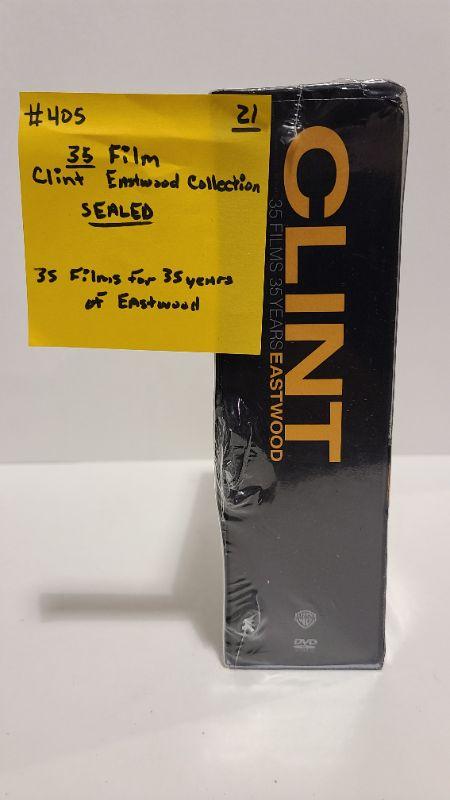 #405 21
35 Film
Clint Eastwood Collection
SEALED
35 Films for 35 years
of Eastwood
CLINT
35 FILMS 35 YEARS EASTWOOD
DVD